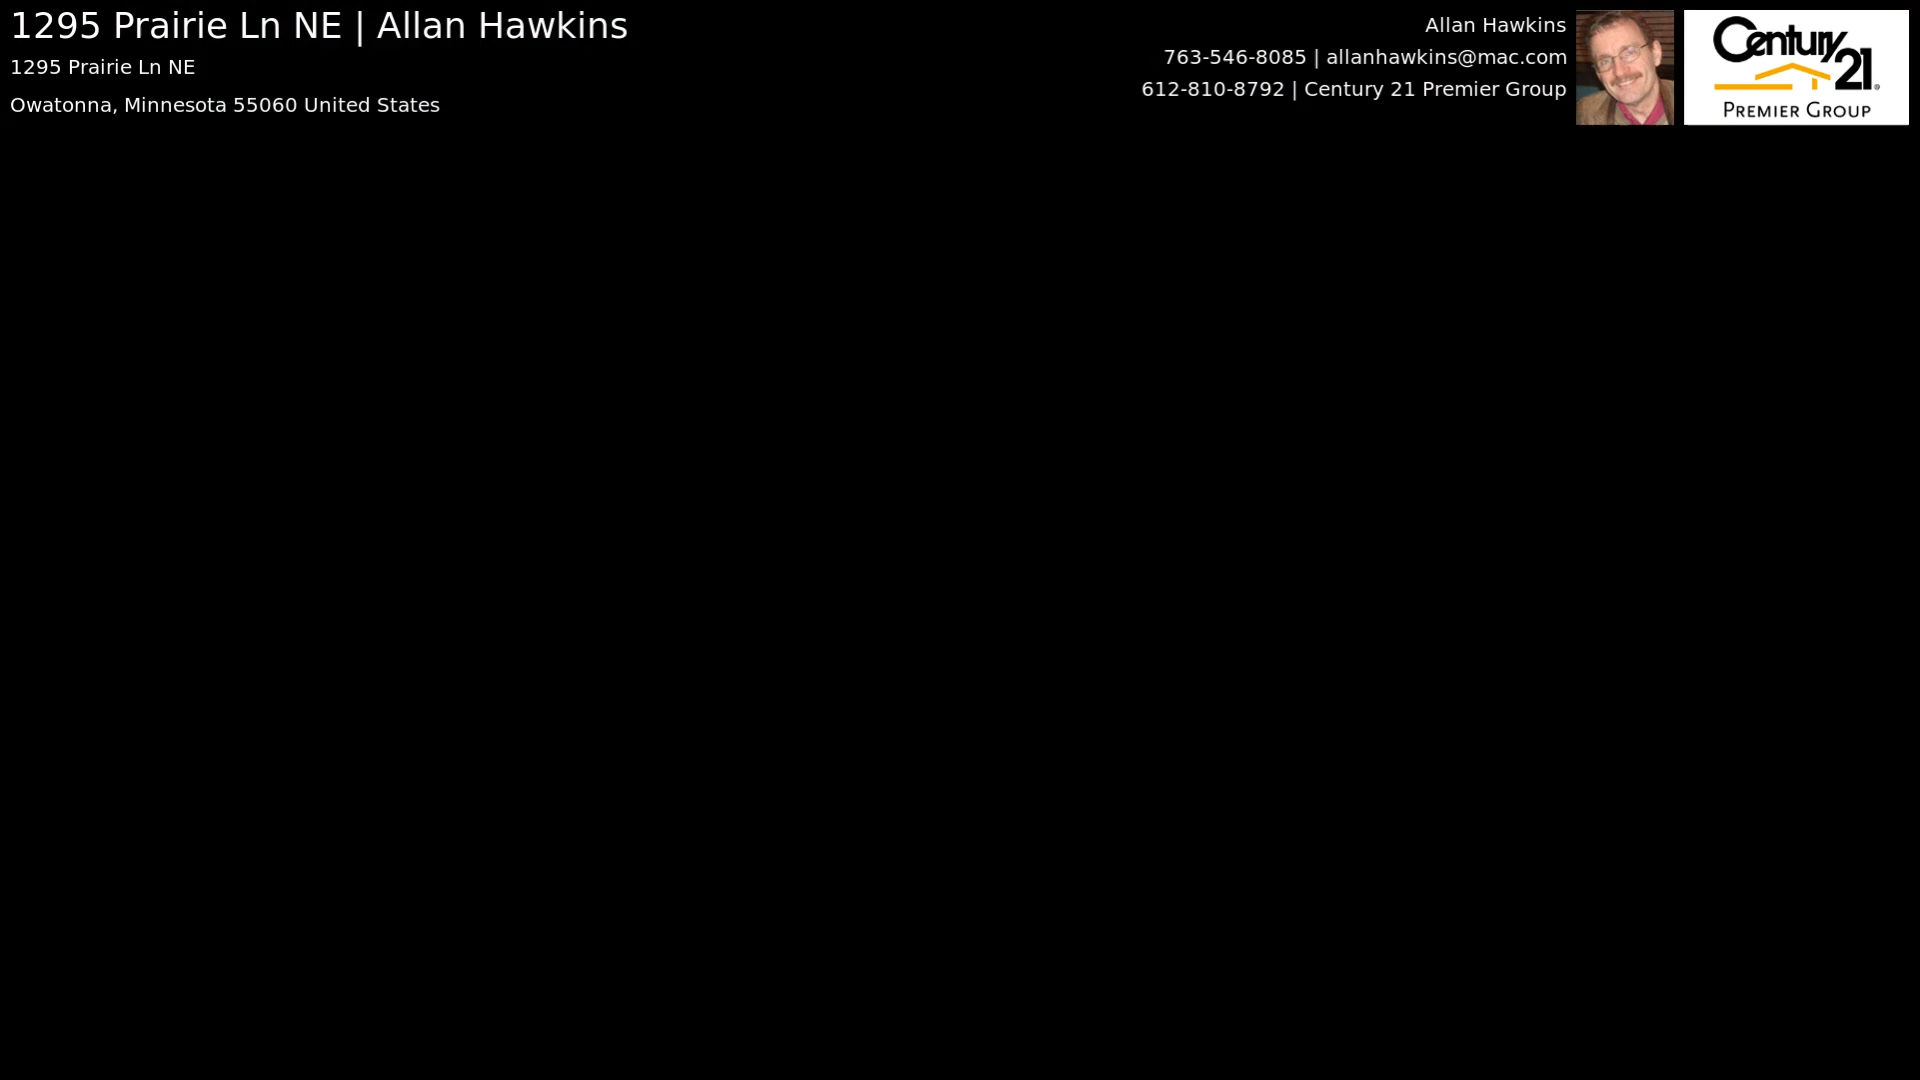 1295 Prairie Ln NE | Allan Hawkins
1295 Prairie Ln NE
Owatonna, Minnesota 55060 United States
Allan Hawkins
763-546-8085 | allanhawkins@mac.com
612-810-8792 | Century 21 Premier Group
Century
21
PREMIER GROUP